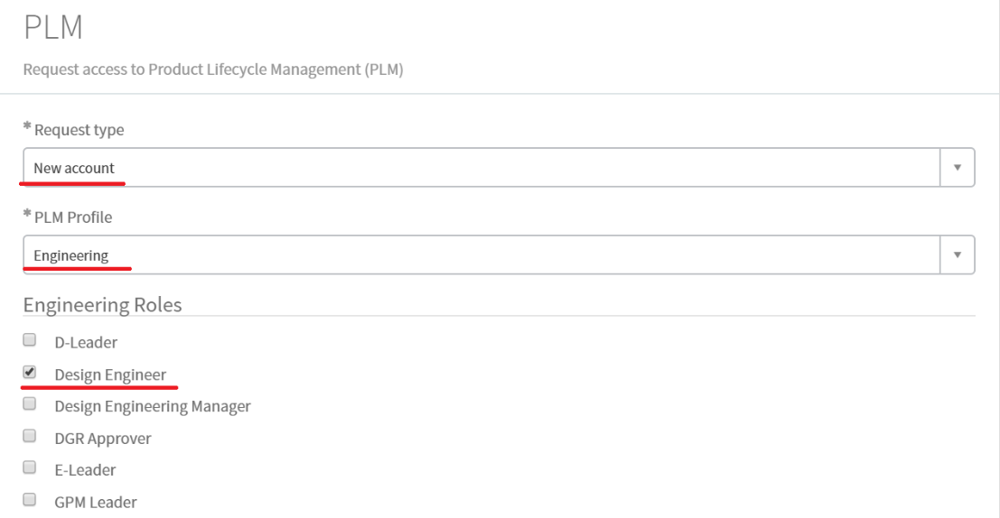 PLM
Request access to Product Lifecycle Management (PLM)
* Request type
New account
* PLM Profile
Engineering
Engineering Roles
D-Leader
Design Engineer
Design Engineering Manager
DGR Approver
E-Leader
GPM Leader